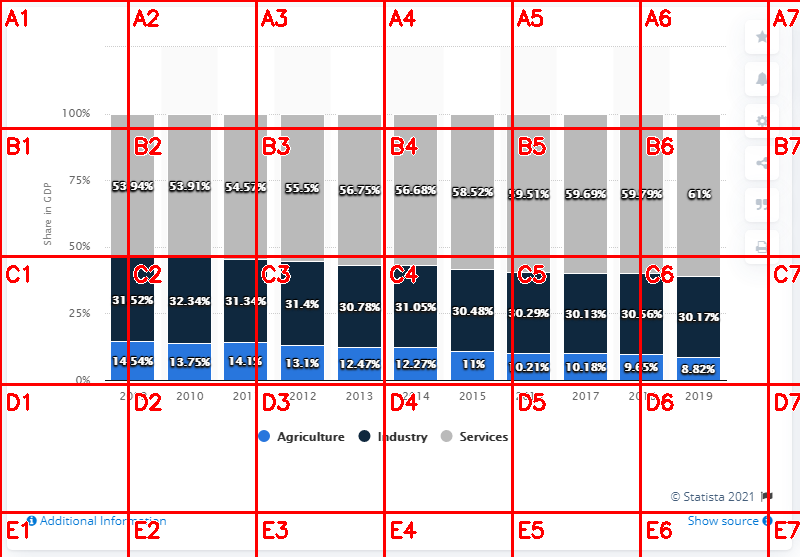 A1 A2 A3 A4 A5 A6 A7
100%
B1 B2 B3 B4 B5 B6 B7
75%
53.94% 53.91% 54.57% 55.5% 56.75% 56.68% 58.52% 59.51% 59.69% 59.79% 61%
Share in GDP
50%
C1 C2 C3 C4 C5 C6 C7
31.52% 32.34% 31.34% 31.4% 30.78% 31.05% 30.48% 30.29% 30.13% 30.56% 30.17%
25%
14.54% 13.75% 14.1% 13.1% 12.47% 12.27% 11% 10.21% 10.18% 9.65% 8.82%
0%
2009 2010 2011 2012 2013 2014 2015 2016 2017 2018 2019
D1 D2 D3 D4 D5 D6 D7
Agriculture Industry Services
© Statista 2021
Additional Information Show source
E1 E2 E3 E4 E5 E6 E7